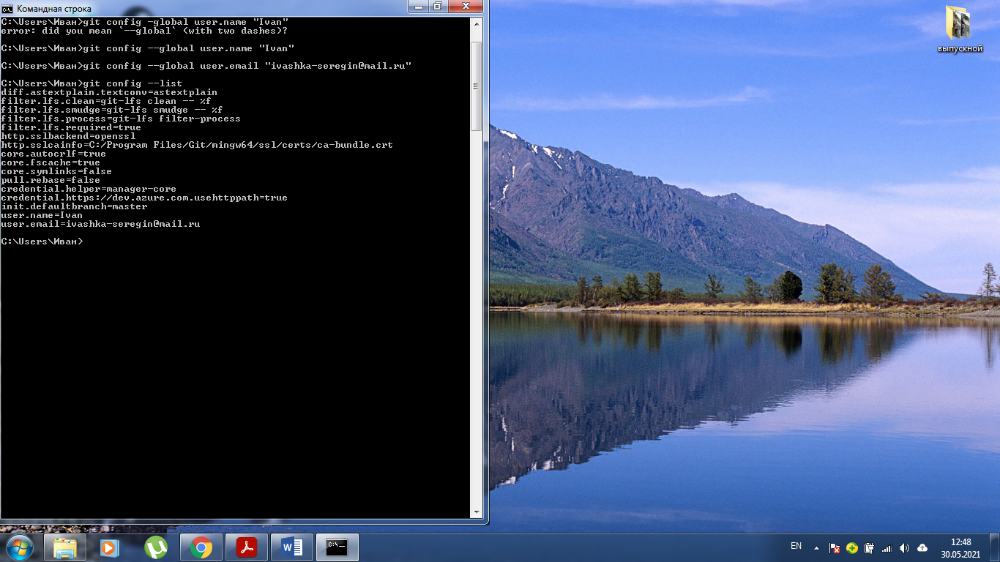 Командная строка
C:\Users\Иван>git config -global user.name "Ivan"
error: did you mean `--global` (with two dashes)?
C:\Users\Иван>git config --global user.name "Ivan"
C:\Users\Иван>git config --global user.email "ivashka-seregin@mail.ru"
C:\Users\Иван>git config --list
diff.astextplain.textconv=astextplain
filter.lfs.clean=git-lfs clean -- %f
filter.lfs.smudge=git-lfs smudge -- %f
filter.lfs.process=git-lfs filter-process
filter.lfs.required=true
http.sslbackend=openssl
http.sslcainfo=C:/Program Files/Git/mingw64/ssl/certs/ca-bundle.crt
core.autocrlf=true
core.fscache=true
core.symlinks=false
pull.rebase=false
credential.helper=manager-core
credential.https://dev.azure.com.usehttppath=true
init.defaultbranch=master
user.name=Ivan
user.email=ivashka-seregin@mail.ru
C:\Users\Иван>
выпускной
EN
12:48
30.05.2021